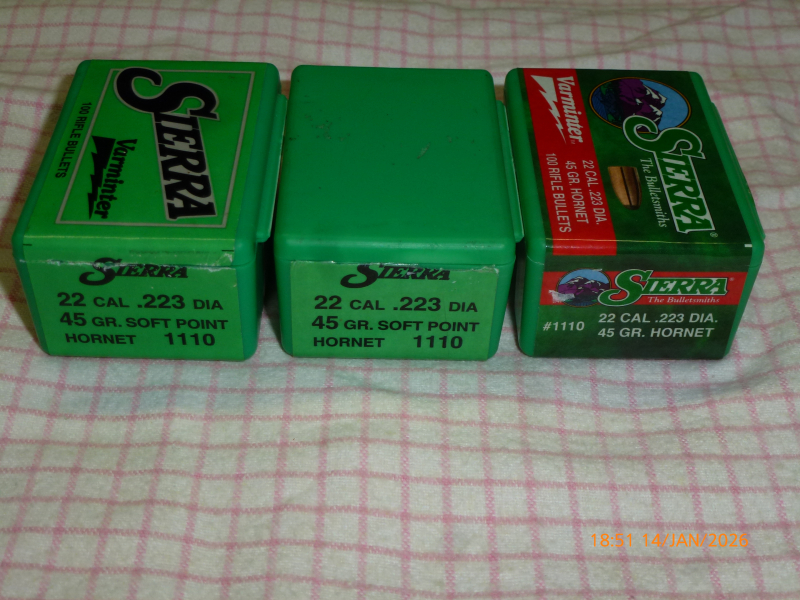 SIERRA
Varminter
100 RIFLE BULLETS
SIERRA
22 CAL .223 DIA
45 GR. SOFT POINT
HORNET 1110
SIERRA
22 CAL .223 DIA
45 GR. SOFT POINT
HORNET 1110
Varminter
22 CAL .223 DIA.
45 GR. HORNET
100 RIFLE BULLETS
SIERRA®
The Bulletsmiths
SIERRA®
The Bulletsmiths
#1110
22 CAL .223 DIA.
45 GR. HORNET
18:51 14/JAN/2026